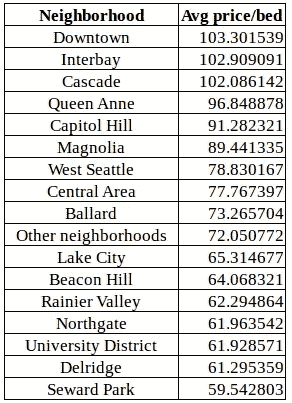 Neighborhood Avg price/bed
Downtown 103.301539
Interbay 102.909091
Cascade 102.086142
Queen Anne 96.848878
Capitol Hill 91.282321
Magnolia 89.441335
West Seattle 78.830167
Central Area 77.767397
Ballard 73.265704
Other neighborhoods 72.050772
Lake City 65.314677
Beacon Hill 64.068321
Rainier Valley 62.294864
Northgate 61.963542
University District 61.928571
Delridge 61.295359
Seward Park 59.542803